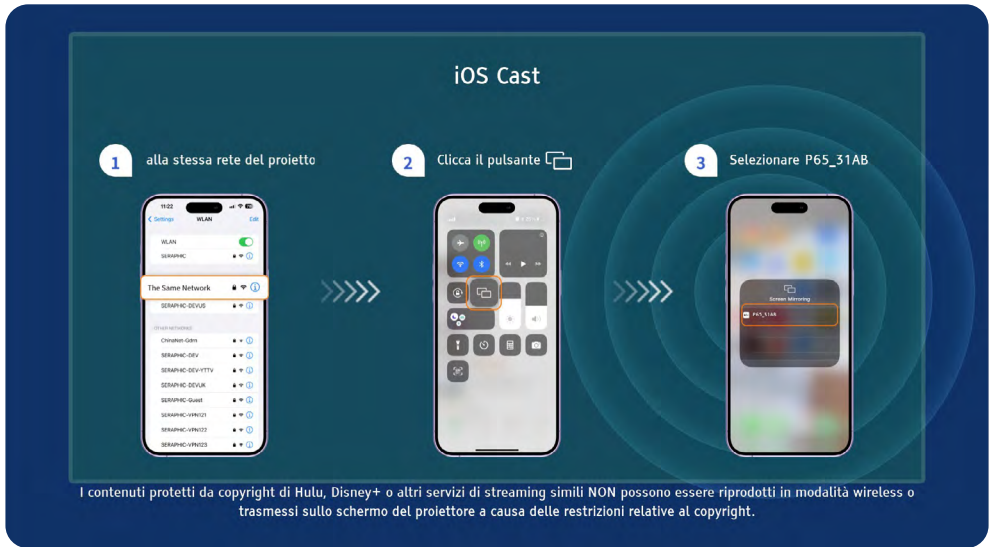 iOS Cast
1
alla stessa rete del proietto
2
Clicca il pulsante
3
Selezionare P65_31AB
11:22
Settings
WLAN
Edit
WLAN
SERAPHIC
The Same Network
SERAPHIC-DEVUS
OTHER NETWORKS
ChinaNet-Gdm
SERAPHIC-DEV
SERAPHIC-DEV-YTTV
SERAPHIC-DEVUK
SERAPHIC-Guest
SERAPHIC-VPN121
SERAPHIC-VPN122
SERAPHIC-VPN123
Screen Mirroring
P65_31AB
I contenuti protetti da copyright di Hulu, Disney+ o altri servizi di streaming simili NON possono essere riprodotti in modalità wireless o
trasmessi sullo schermo del proiettore a causa delle restrizioni relative al copyright.